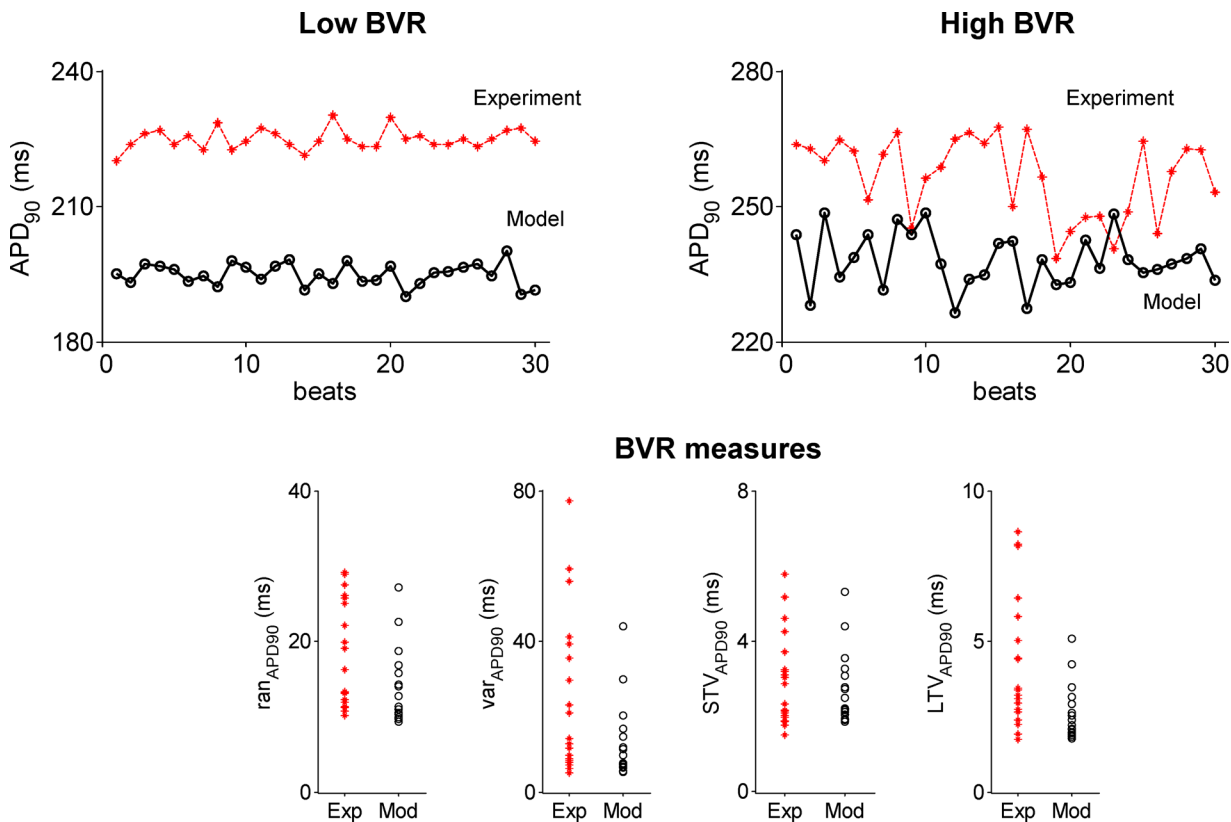 Low BVR
240
210
180
APD90 (ms)
Experiment
Model
0
10
20
30
beats
High BVR
280
250
220
APD90 (ms)
Experiment
Model
0
10
20
30
beats
BVR measures
40
20
0
ranAPD90 (ms)
Exp Mod
80
40
0
varAPD90 (ms)
Exp Mod
8
4
0
STVAPD90 (ms)
Exp Mod
10
5
0
LTVAPD90 (ms)
Exp Mod